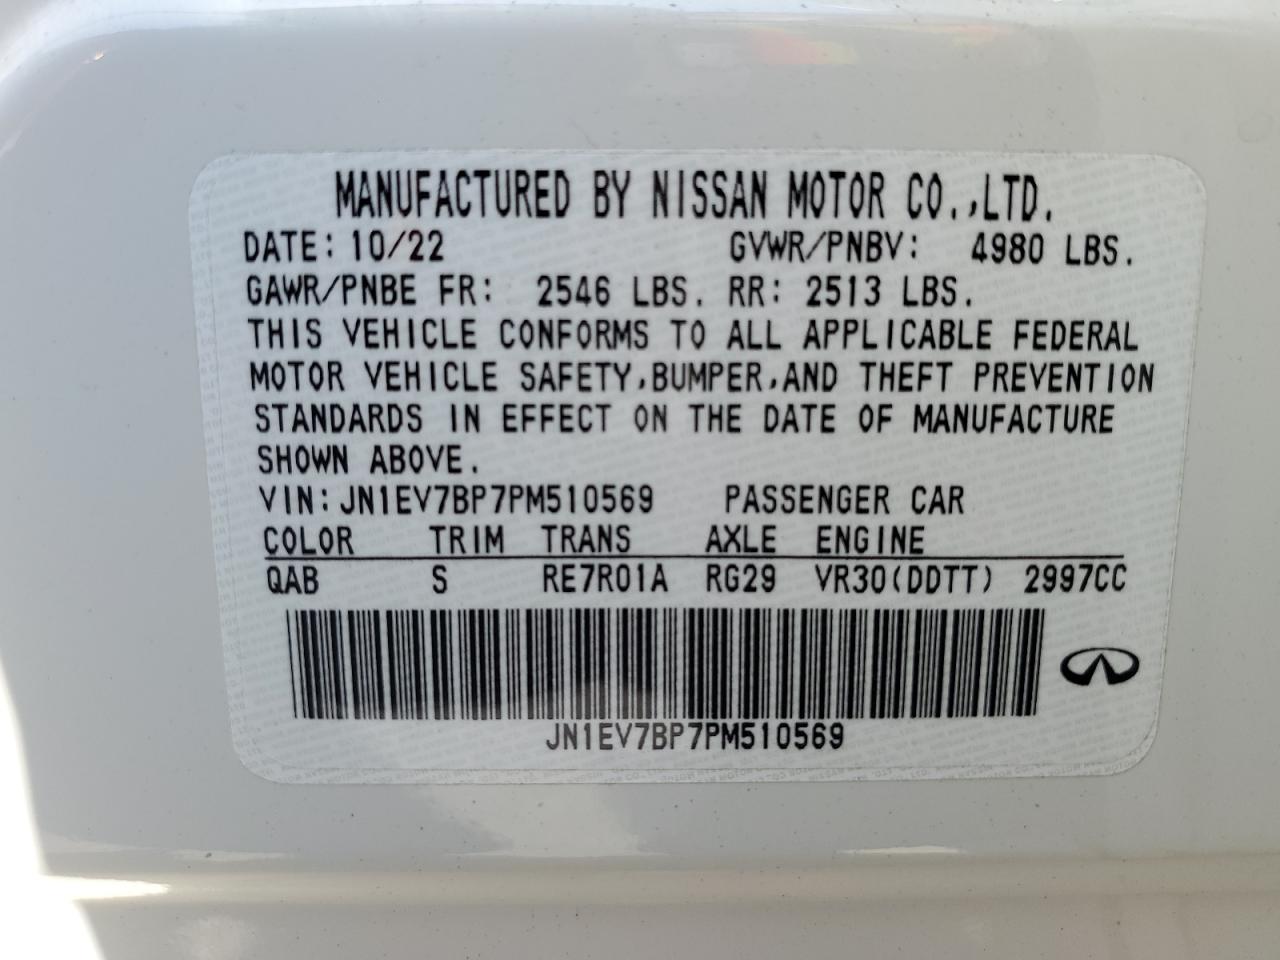 MANUFACTURED BY NISSAN MOTOR CO.,LTD.
DATE: 10/22 GVWR/PNBV: 4980 LBS.
GAWR/PNBE FR: 2546 LBS. RR: 2513 LBS.
THIS VEHICLE CONFORMS TO ALL APPLICABLE FEDERAL
MOTOR VEHICLE SAFETY,BUMPER,AND THEFT PREVENTION
STANDARDS IN EFFECT ON THE DATE OF MANUFACTURE
SHOWN ABOVE.
VIN:JN1EV7BP7PM510569 PASSENGER CAR
COLOR TRIM TRANS AXLE ENGINE
QAB S RE7R01A RG29 VR30(DDTT) 2997CC
JN1EV7BP7PM510569